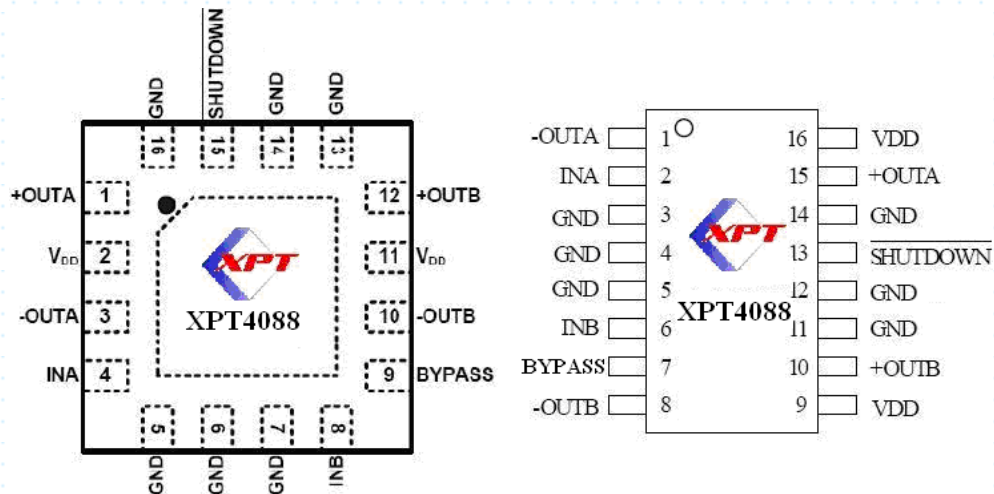 GND SHUTDOWN GND GND
16 15 14 13
+OUTA 1 12 +OUTB
VDD 2 11 VDD
-OUTA 3 10 -OUTB
INA 4 9 BYPASS
XPT
XPT4088
5 6 7 8
GND GND GND INB
-OUTA 1 16 VDD
INA 2 15 +OUTA
GND 3 14 GND
XPT
GND 4 13 SHUTDOWN
GND 5 12 GND
XPT4088
INB 6 11 GND
BYPASS 7 10 +OUTB
-OUTB 8 9 VDD